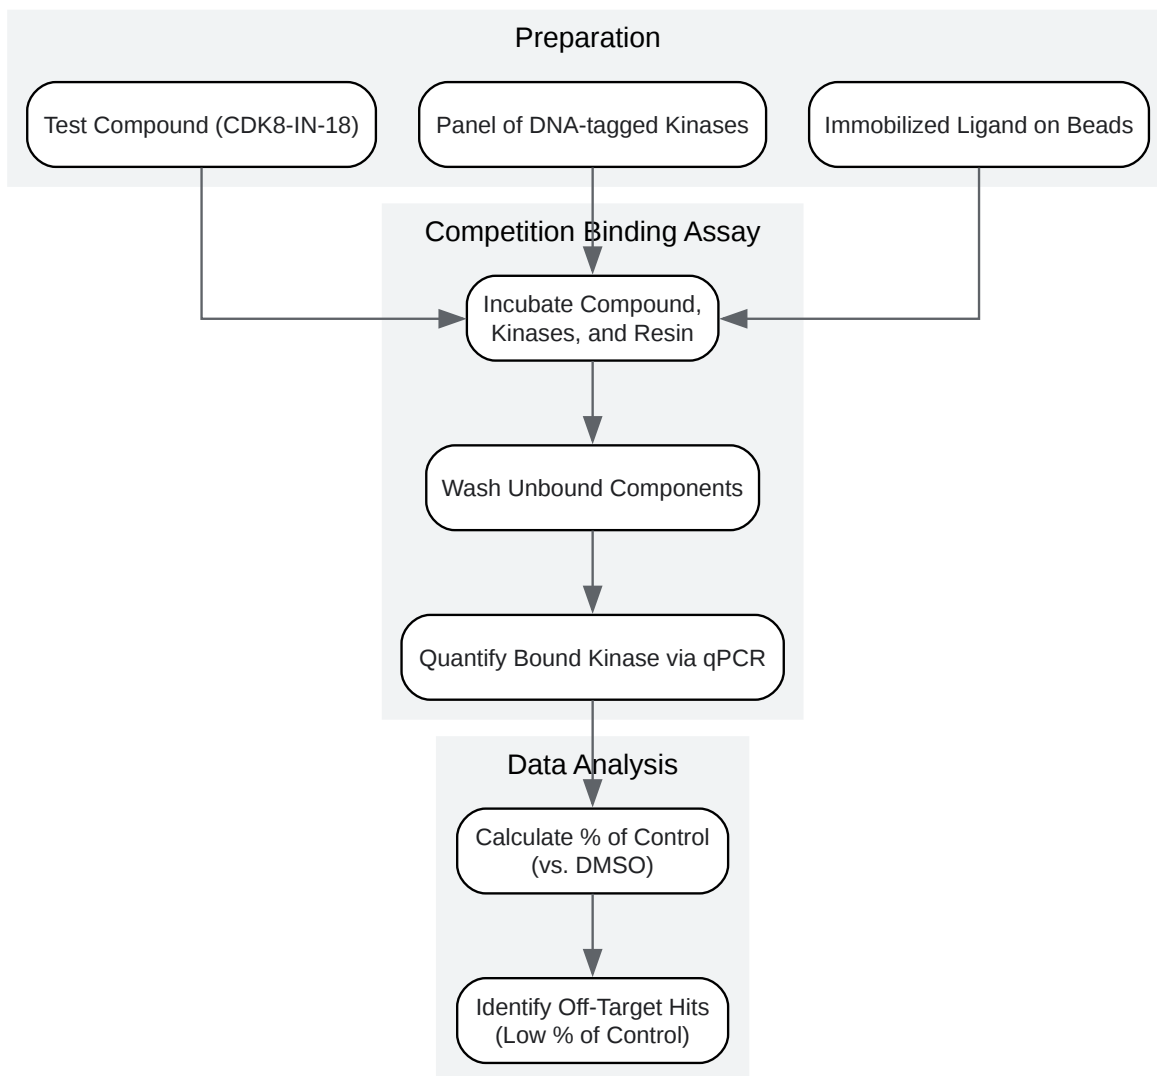 Preparation
Test Compound (CDK8-IN-18)
Panel of DNA-tagged Kinases
Immobilized Ligand on Beads
Competition Binding Assay
Incubate Compound,
Kinases, and Resin
Wash Unbound Components
Quantify Bound Kinase via qPCR
Data Analysis
Calculate % of Control
(vs. DMSO)
Identify Off-Target Hits
(Low % of Control)